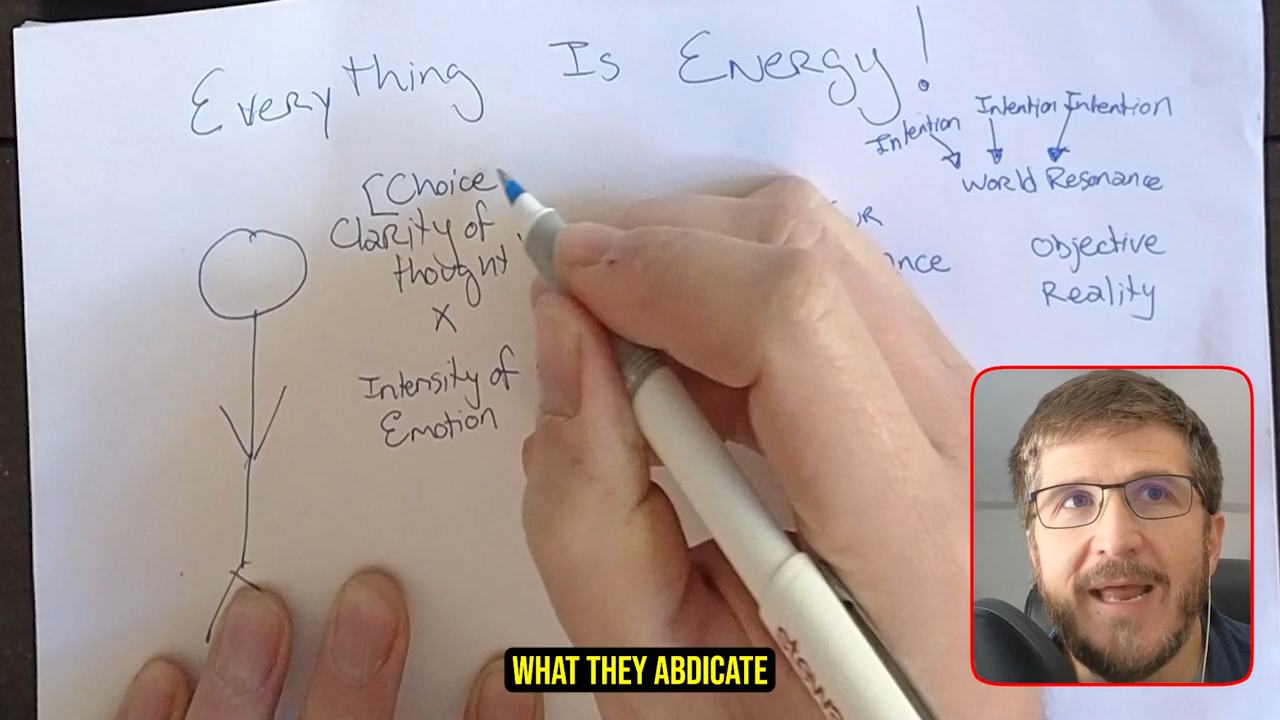 Everything Is Energy!
Intention Intention Intention
World Resonance
[Choice
Clarity of
thought
X
Intensity of
Emotion
Objective
Reality
WHAT THEY ABDICATE